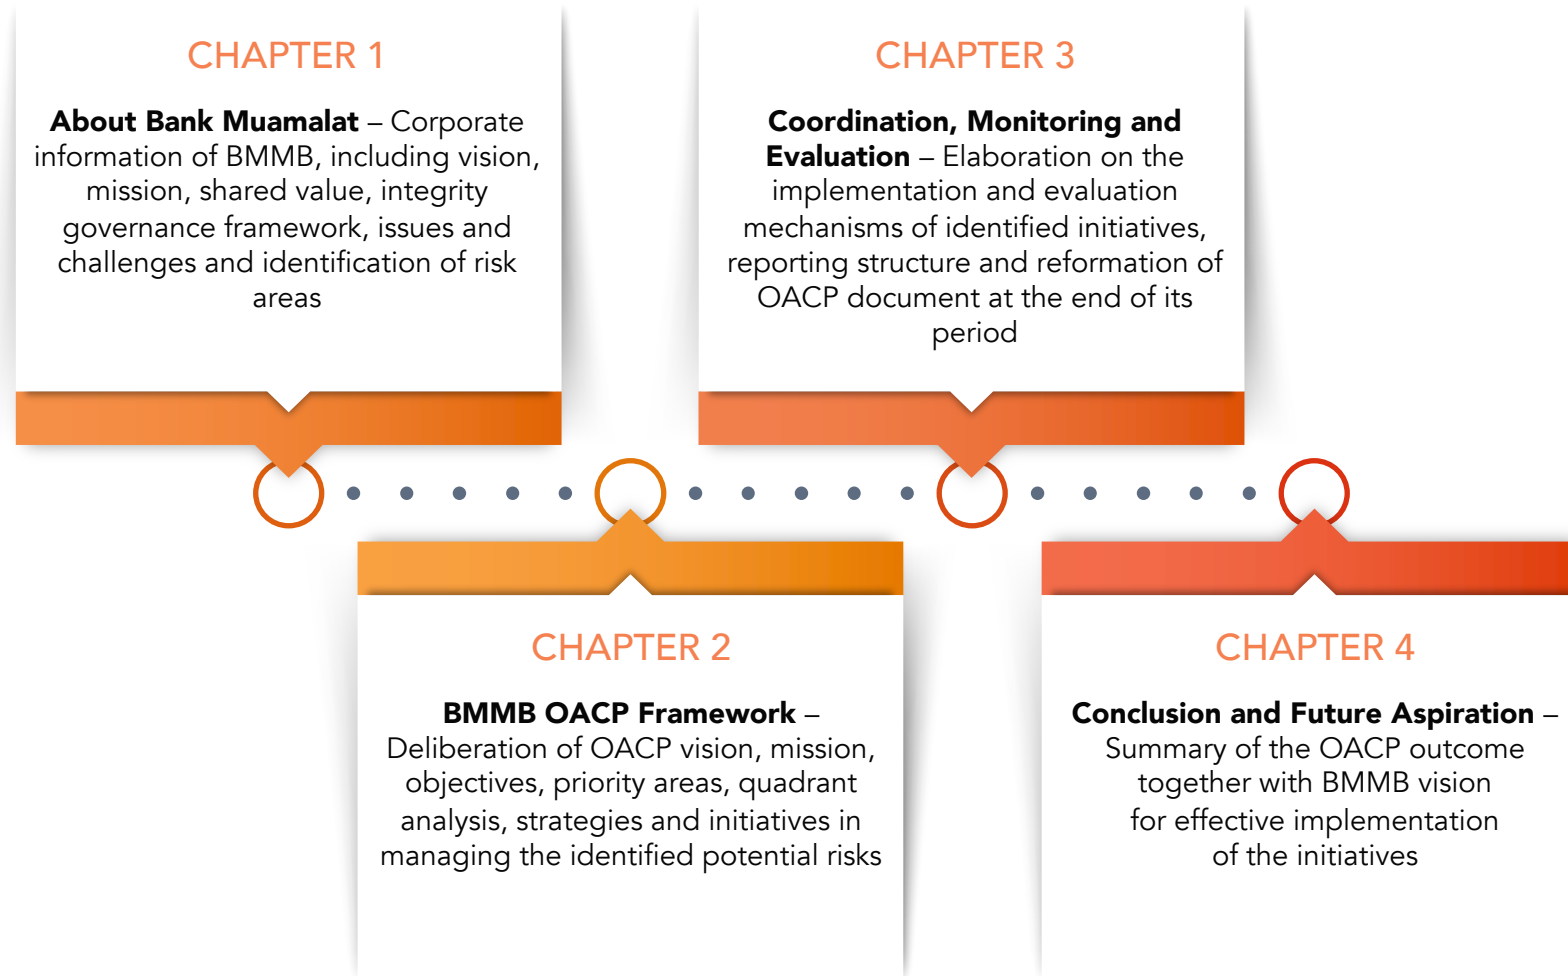 CHAPTER 1
About Bank Muamalat – Corporate
information of BMMB, including vision,
mission, shared value, integrity
governance framework, issues and
challenges and identification of risk
areas
CHAPTER 2
BMMB OACP Framework –
Deliberation of OACP vision, mission,
objectives, priority areas, quadrant
analysis, strategies and initiatives in
managing the identified potential risks
CHAPTER 3
Coordination, Monitoring and
Evaluation – Elaboration on the
implementation and evaluation
mechanisms of identified initiatives,
reporting structure and reformation of
OACP document at the end of its
period
CHAPTER 4
Conclusion and Future Aspiration –
Summary of the OACP outcome
together with BMMB vision
for effective implementation
of the initiatives